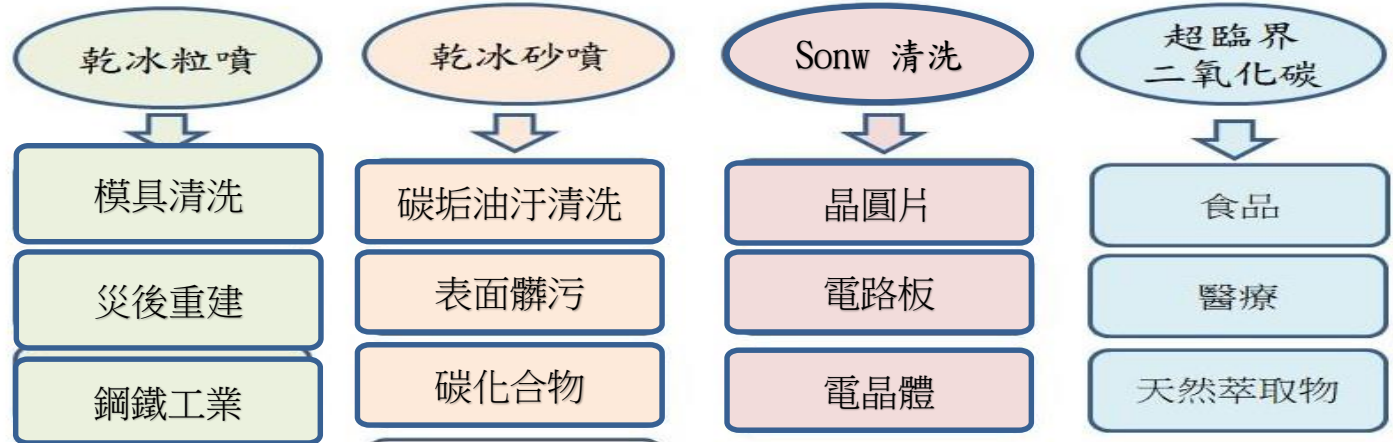 乾冰粒噴
模具清洗
災後重建
鋼鐵工業
乾冰砂噴
碳垢油汙清洗
表面髒污
碳化合物
Sonw 清洗
晶圓片
電路板
電晶體
超臨界
二氧化碳
食品
醫療
天然萃取物